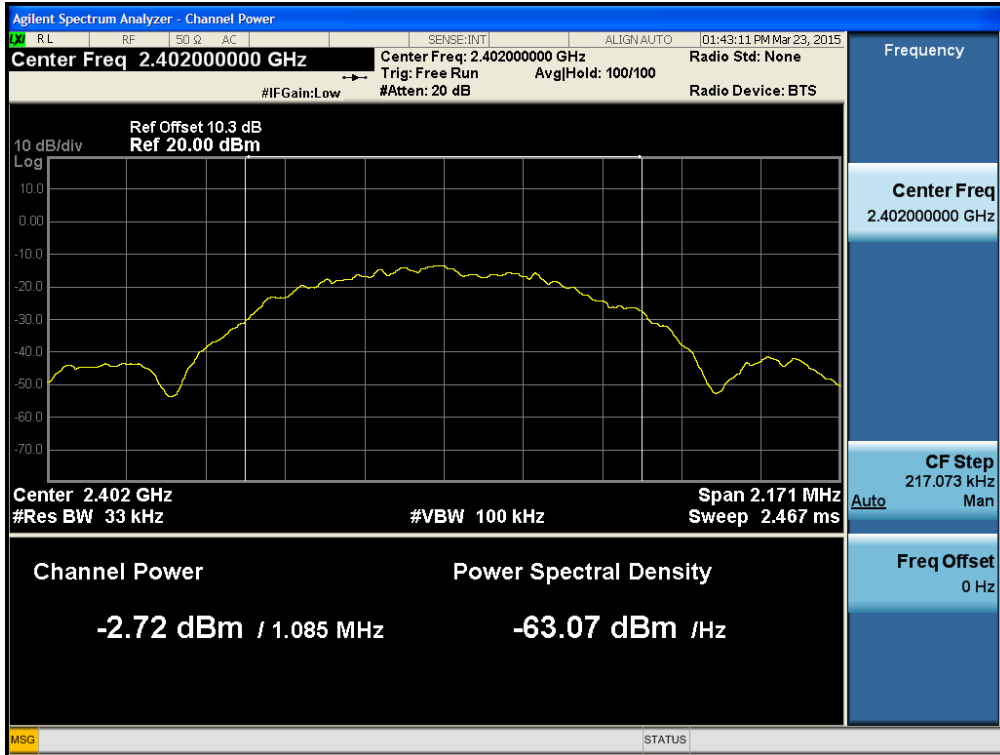 Agilent Spectrum Analyzer - Channel Power
LXI RL RF 50 Ω AC SENSE:INT ALIGN AUTO 01:43:11 PM Mar 23, 2015
Center Freq 2.402000000 GHz
Center Freq: 2.402000000 GHz Radio Std: None
Trig: Free Run Avg|Hold: 100/100
#IFGain:Low #Atten: 20 dB Radio Device: BTS
Ref Offset 10.3 dB
10 dB/div Ref 20.00 dBm
Log
10.0
0.00
-10.0
-20.0
-30.0
-40.0
-50.0
-60.0
-70.0
Center 2.402 GHz Span 2.171 MHz
#Res BW 33 kHz #VBW 100 kHz Sweep 2.467 ms
Channel Power Power Spectral Density
-2.72 dBm / 1.085 MHz -63.07 dBm /Hz
MSG STATUS
Frequency
Center Freq
2.402000000 GHz
CF Step
217.073 kHz
Auto Man
Freq Offset
0 Hz